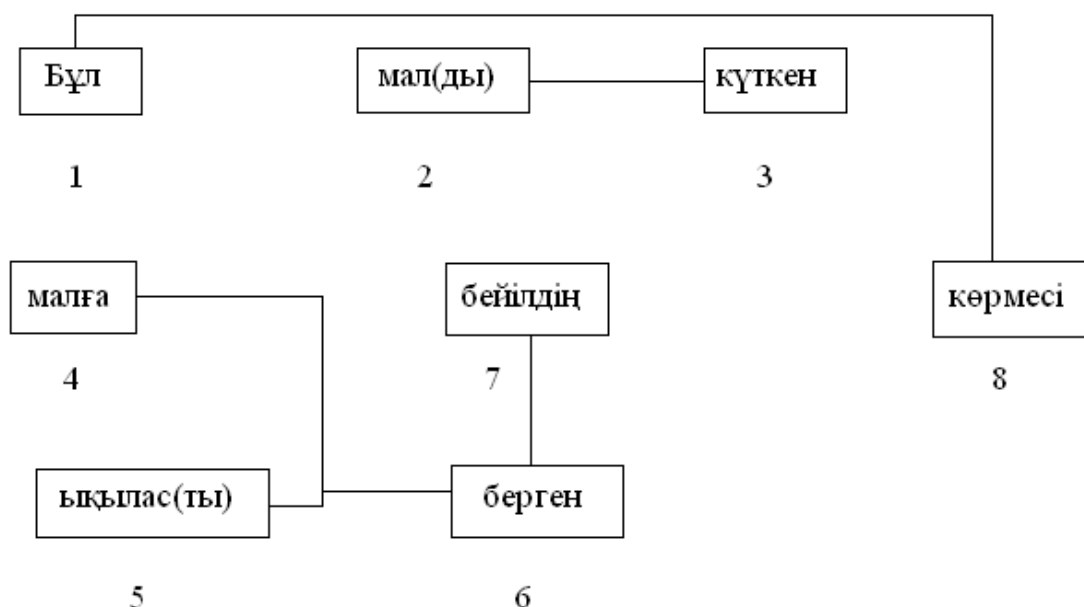 Бұл мал(ды) күткен
1 2 3
малға бейілдің көрмесі
4 7 8
ықылас(ты) берген
5 6